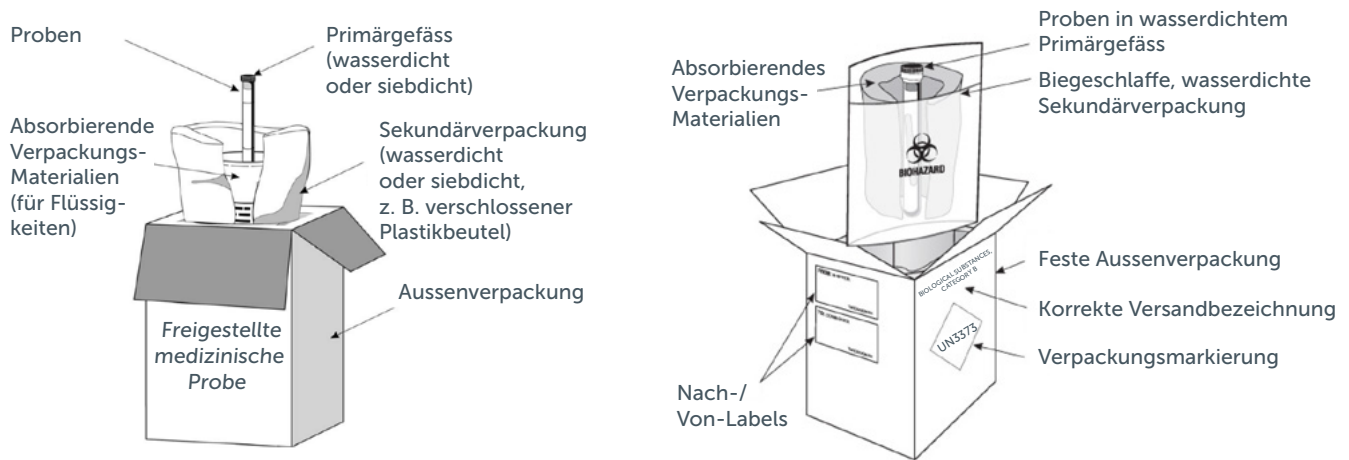 Proben
Primärgefäss
(wasserdicht
oder siebdicht)
Absorbierende
Verpackungs-
Materialien
(für Flüssig-
keiten)
Sekundärverpackung
(wasserdicht
oder siebdicht,
z. B. verschlossener
Plastikbeutel)
Aussenverpackung
Freigestellte
medizinische
Probe
Proben in wasserdichtem
Primärgefäss
Absorbierendes
Verpackungs-
Materialien
Biegeschlaffe, wasserdichte
Sekundärverpackung
BIOHAZARD
Feste Aussenverpackung
BIOLOGICAL SUBSTANCES,
CATEGORY B
Korrekte Versandbezeichnung
UN3373
Verpackungsmarkierung
Nach-/
Von-Labels